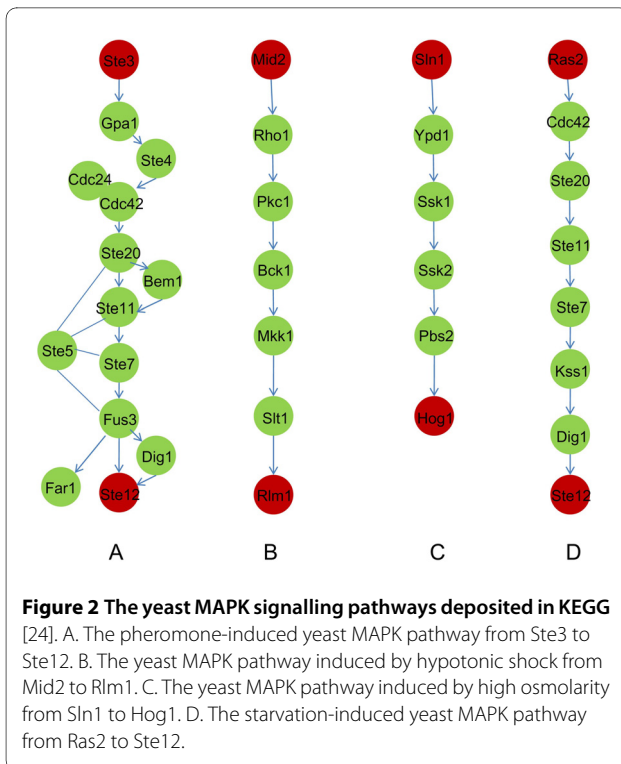 Ste3
Gpa1
Ste4
Cdc24
Cdc42
Ste20
Bem1
Ste11
Ste5
Ste7
Fus3
Dig1
Far1
Ste12
A
Mid2
Rho1
Pkc1
Bck1
Mkk1
Slt1
Rlm1
B
Sln1
Ypd1
Ssk1
Ssk2
Pbs2
Hog1
C
Ras2
Cdc42
Ste20
Ste11
Ste7
Kss1
Dig1
Ste12
D
Figure 2 The yeast MAPK signalling pathways deposited in KEGG
[24]. A. The pheromone-induced yeast MAPK pathway from Ste3 to
Ste12. B. The yeast MAPK pathway induced by hypotonic shock from
Mid2 to Rlm1. C. The yeast MAPK pathway induced by high osmolarity
from Sln1 to Hog1. D. The starvation-induced yeast MAPK pathway
from Ras2 to Ste12.